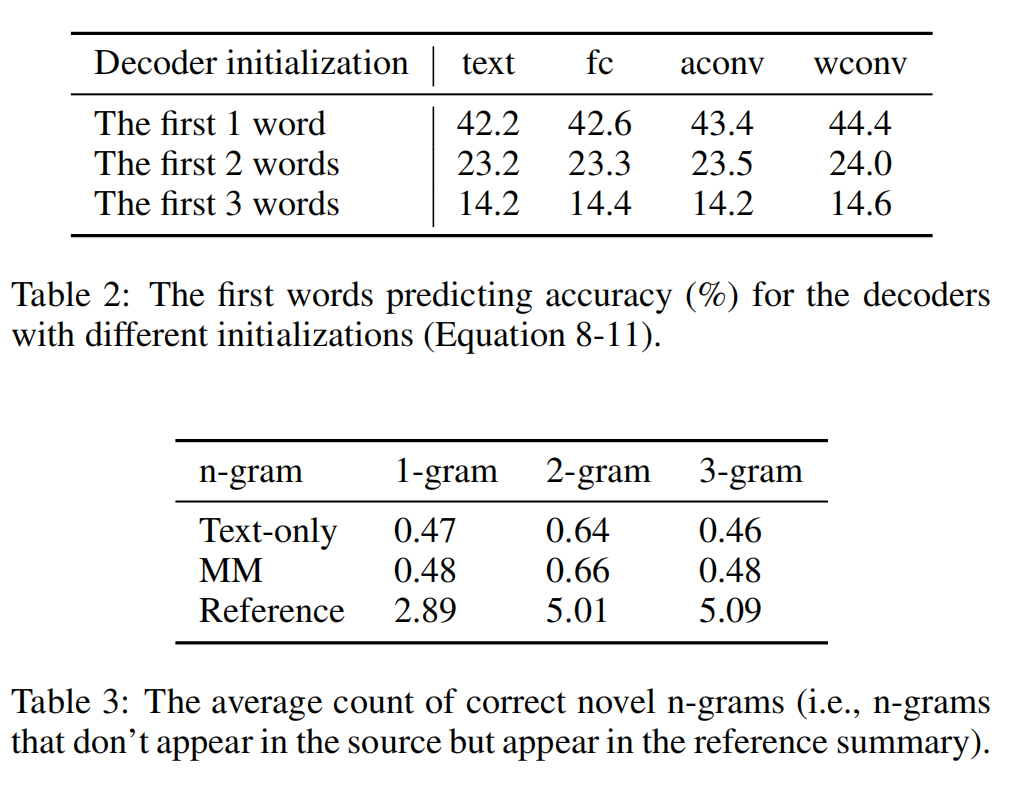 Decoder initialization text fc aconv wconv
The first 1 word 42.2 42.6 43.4 44.4
The first 2 words 23.2 23.3 23.5 24.0
The first 3 words 14.2 14.4 14.2 14.6
Table 2: The first words predicting accuracy (%) for the decoders
with different initializations (Equation 8-11).
n-gram 1-gram 2-gram 3-gram
Text-only 0.47 0.64 0.46
MM 0.48 0.66 0.48
Reference 2.89 5.01 5.09
Table 3: The average count of correct novel n-grams (i.e., n-grams
that don't appear in the source but appear in the reference summary).